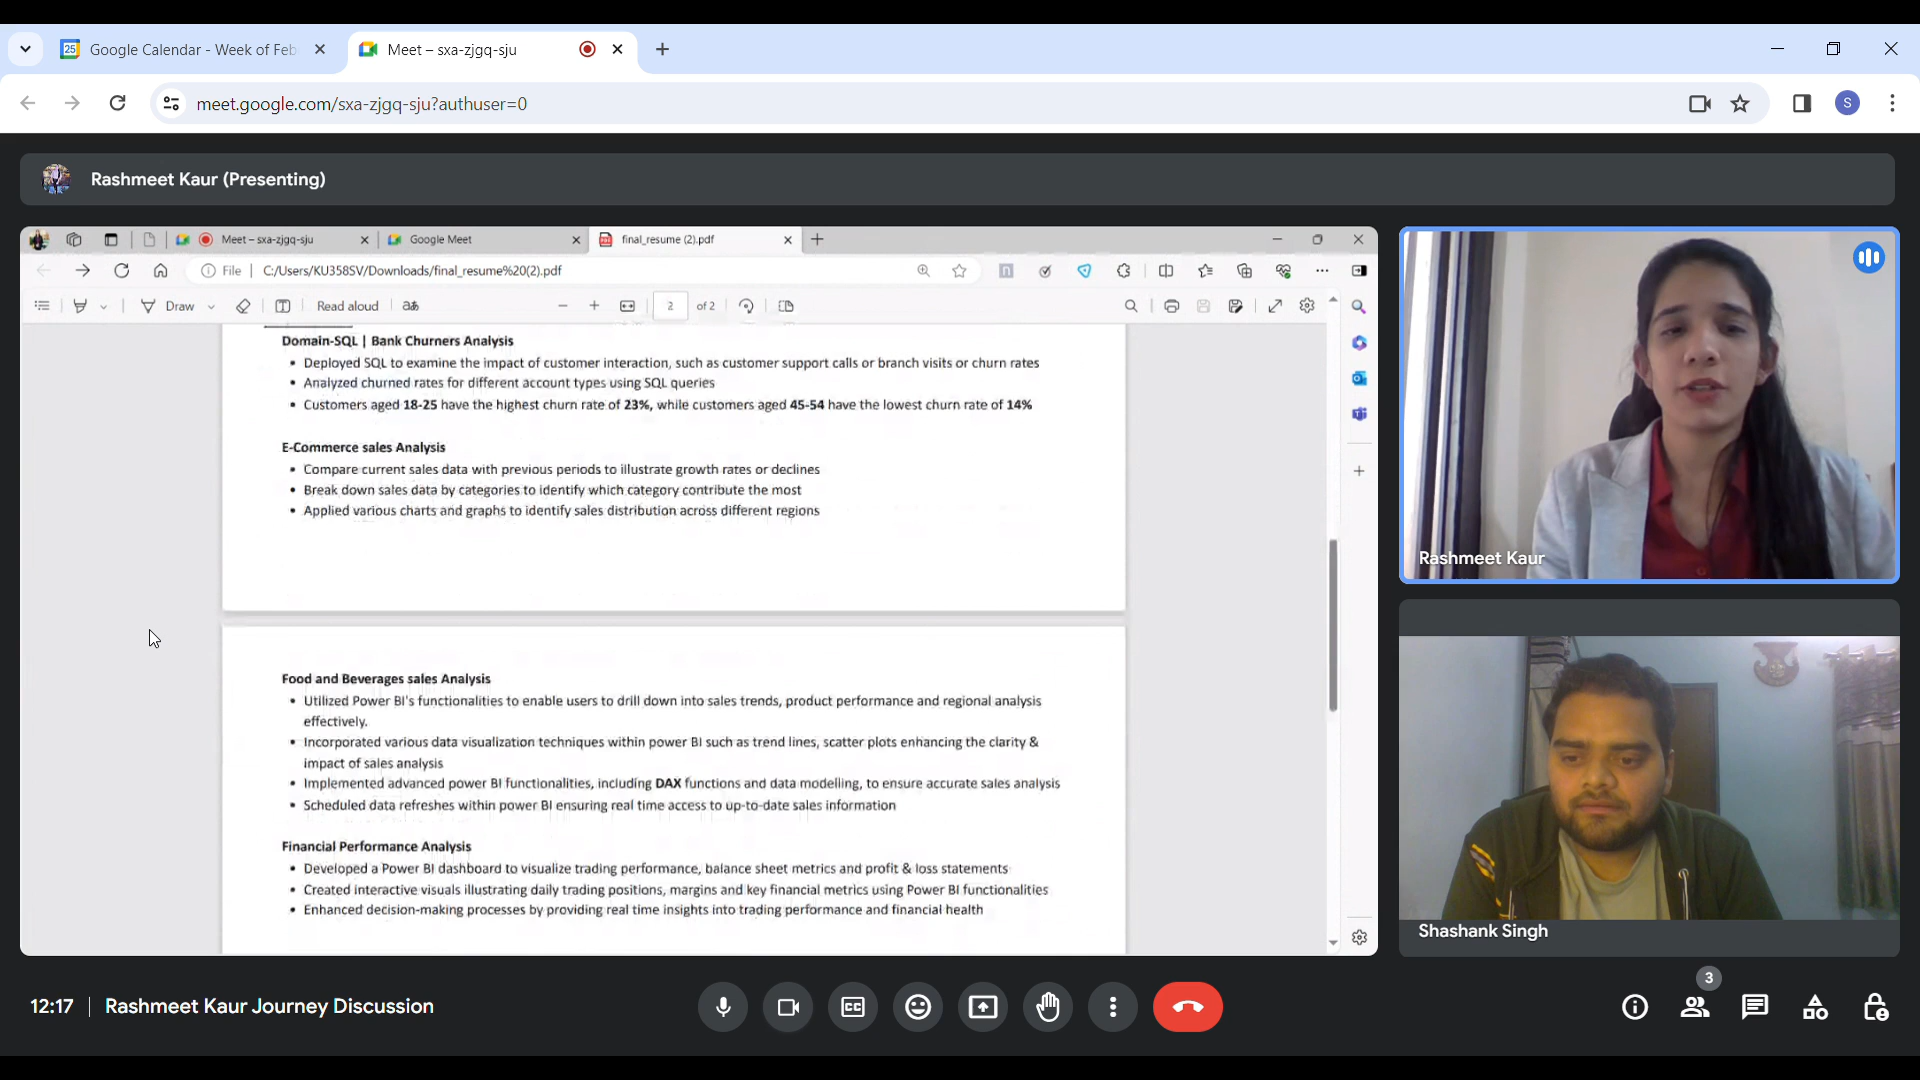 25
Google Calendar - Week of Feb
Meet – sxa-zjgq-sju
meet.google.com/sxa-zjgq-sju?authuser=0
S
Rashmeet Kaur (Presenting)
Meet – sxa-zjgq-sju
Google Meet
final_resume (2).pdf
File
C:/Users/KU358SV/Downloads/final_resume%20(2).pdf
Draw
Read aloud
2
of 2
Domain-SQL | Bank Churners Analysis
• Deployed SQL to examine the impact of customer interaction, such as customer support calls or branch visits or churn rates
• Analyzed churned rates for different account types using SQL queries
• Customers aged 18-25 have the highest churn rate of 23%, while customers aged 45-54 have the lowest churn rate of 14%
E-Commerce sales Analysis
• Compare current sales data with previous periods to illustrate growth rates or declines
• Break down sales data by categories to identify which category contribute the most
• Applied various charts and graphs to identify sales distribution across different regions
Food and Beverages sales Analysis
• Utilized Power BI's functionalities to enable users to drill down into sales trends, product performance and regional analysis
effectively.
• Incorporated various data visualization techniques within power BI such as trend lines, scatter plots enhancing the clarity &
impact of sales analysis
• Implemented advanced power BI functionalities, including DAX functions and data modelling, to ensure accurate sales analysis
• Scheduled data refreshes within power BI ensuring real time access to up-to-date sales information
Financial Performance Analysis
• Developed a Power BI dashboard to visualize trading performance, balance sheet metrics and profit & loss statements
• Created interactive visuals illustrating daily trading positions, margins and key financial metrics using Power BI functionalities
• Enhanced decision-making processes by providing real time insights into trading performance and financial health
Rashmeet Kaur
Shashank Singh
12:17 | Rashmeet Kaur Journey Discussion
CC
3